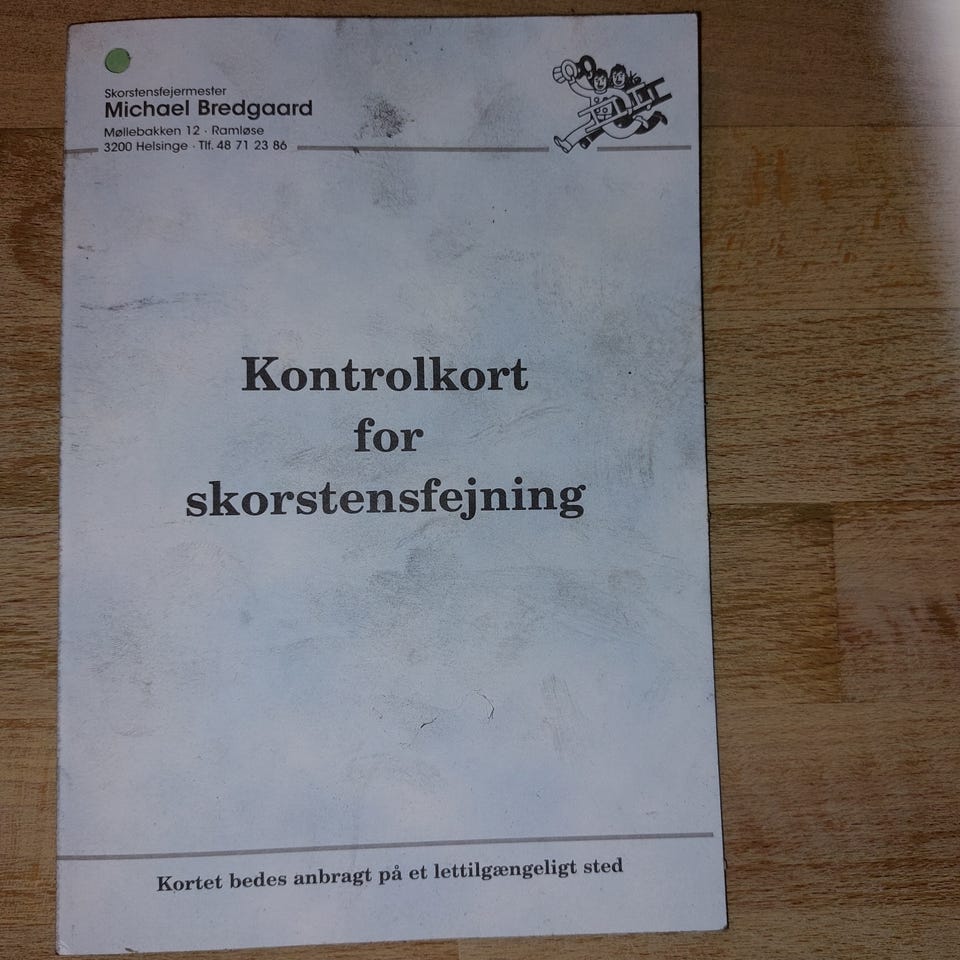 Skorstensfejermester
Michael Bredgaard
Møllebakken 12 · Ramløse
3200 Helsinge · Tlf. 48 71 23 86
Kontrolkort
for
skorstensfejning
Kortet bedes anbragt på et lettilgængeligt sted